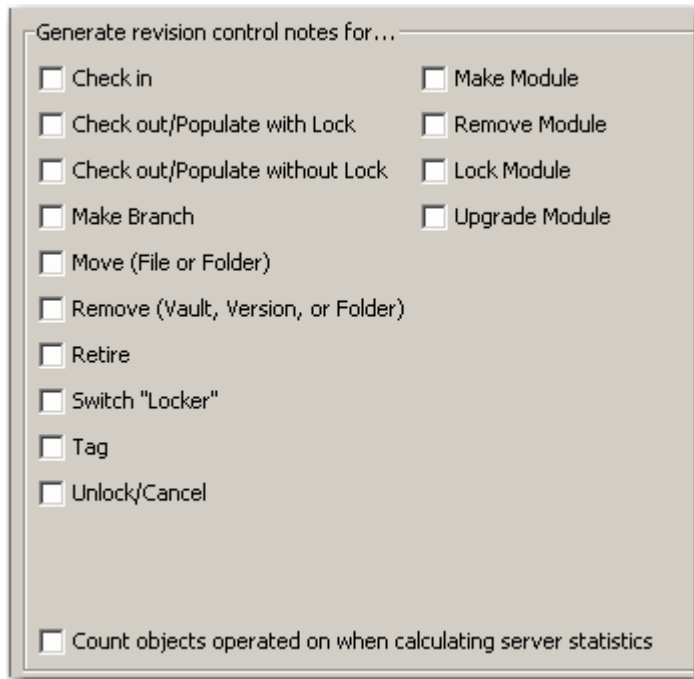 Generate revision control notes for...
Check in
Make Module
Check out/Populate with Lock
Remove Module
Check out/Populate without Lock
Lock Module
Make Branch
Upgrade Module
Move (File or Folder)
Remove (Vault, Version, or Folder)
Retire
Switch "Locker"
Tag
Unlock/Cancel
Count objects operated on when calculating server statistics